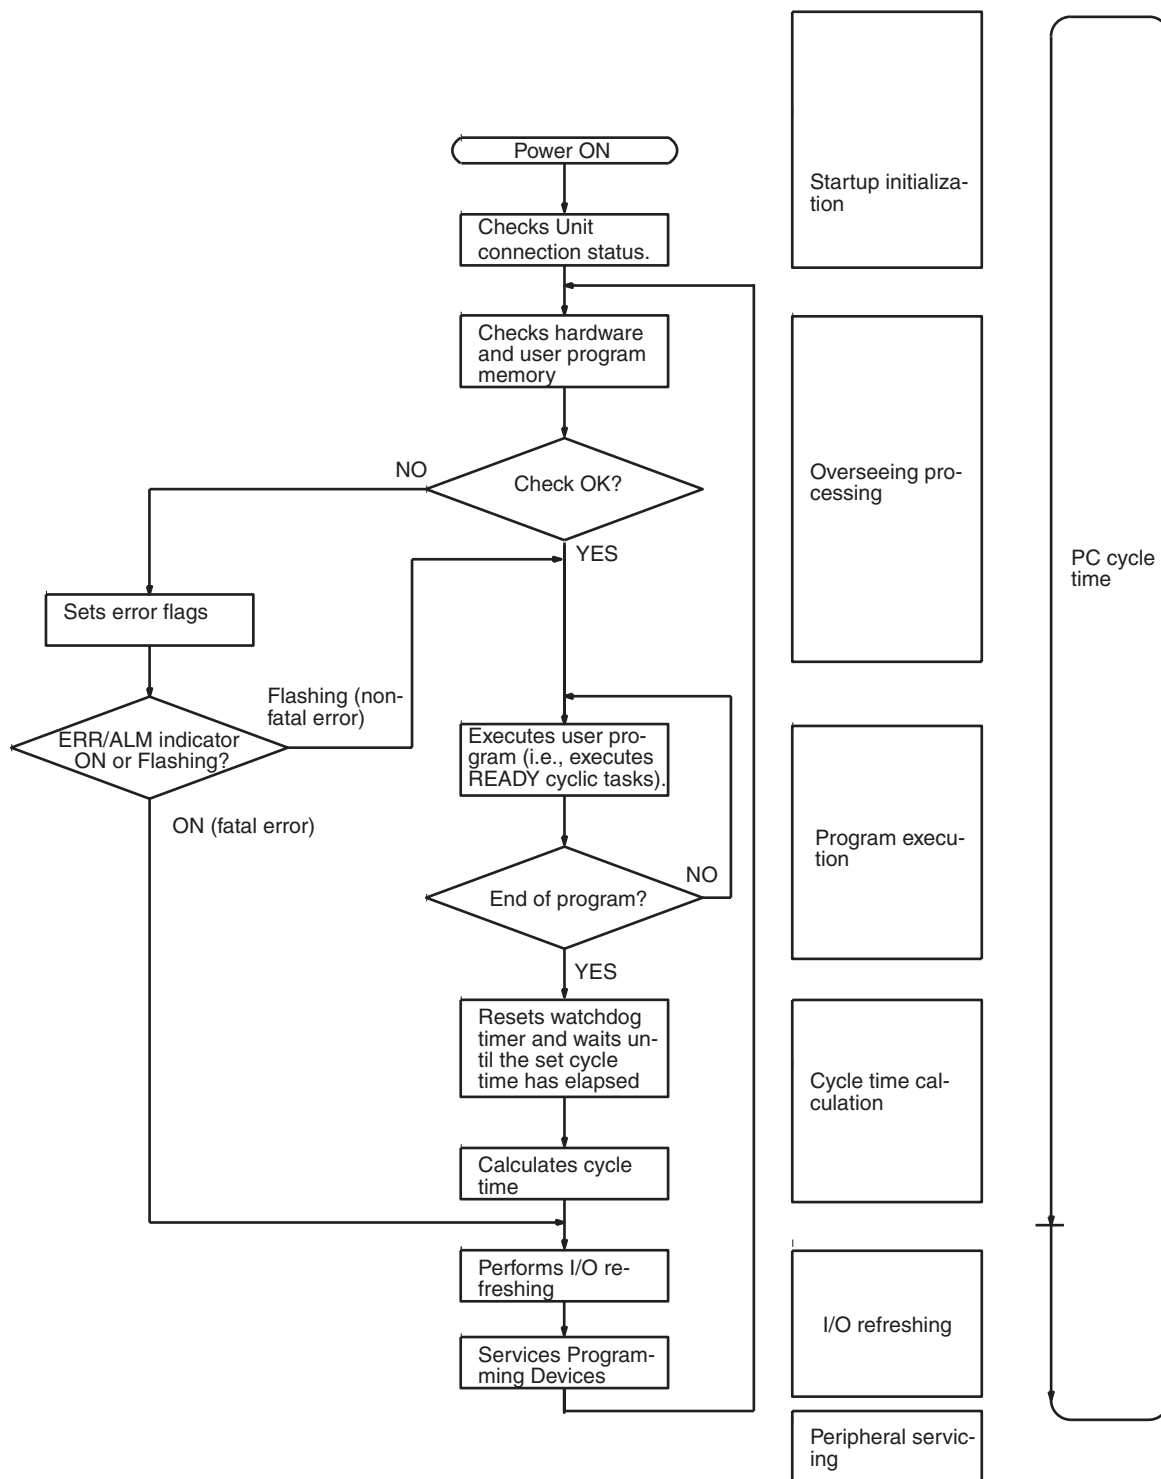 Power ON
Startup initializa-
tion
Checks Unit
connection status.
Checks hardware
and user program
memory
Overseeing pro-
cessing
NO
Check OK?
YES
PC cycle
time
Sets error flags
Flashing (non-
fatal error)
ERR/ALM indicator
ON or Flashing?
Executes user pro-
gram (i.e., executes
READY cyclic tasks).
ON (fatal error)
Program execu-
tion
NO
End of program?
YES
Resets watchdog
timer and waits un-
til the set cycle
time has elapsed
Cycle time cal-
culation
Calculates cycle
time
Performs I/O re-
freshing
I/O refreshing
Services Program-
ming Devices
Peripheral servic-
ing